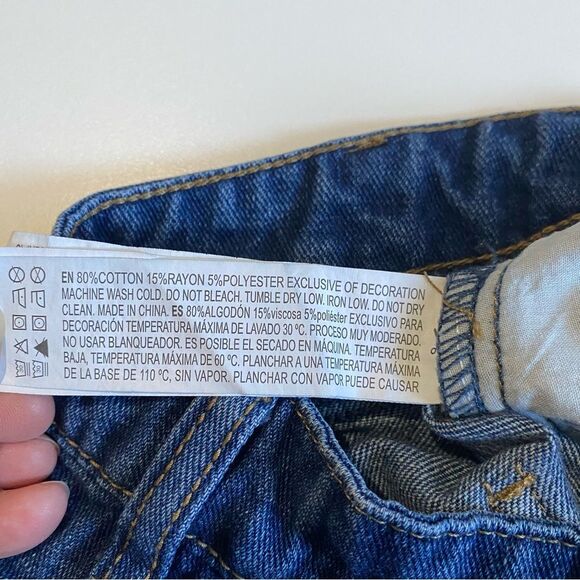 EN 80%COTTON 15%RAYON 5%POLYESTER EXCLUSIVE OF DECORATION
MACHINE WASH COLD. DO NOT BLEACH. TUMBLE DRY LOW. IRON LOW. DO NOT DRY
CLEAN. MADE IN CHINA. ES 80%ALGODÓN 15%viscosa 5%poliéster EXCLUSIVO PARA
DECORACIÓN TEMPERATURA MÁXIMA DE LAVADO 30 ºC. PROCESO MUY MODERADO.
NO USAR BLANQUEADOR. ES POSIBLE EL SECADO EN MÁQUINA. TEMPERATURA
BAJA, TEMPERATURA MÁXIMA DE 60 ºC. PLANCHAR A UNA TEMPERATURA MÁXIMA
DE LA BASE DE 110 ºC, SIN VAPOR. PLANCHAR CON VAPOR PUEDE CAUSAR